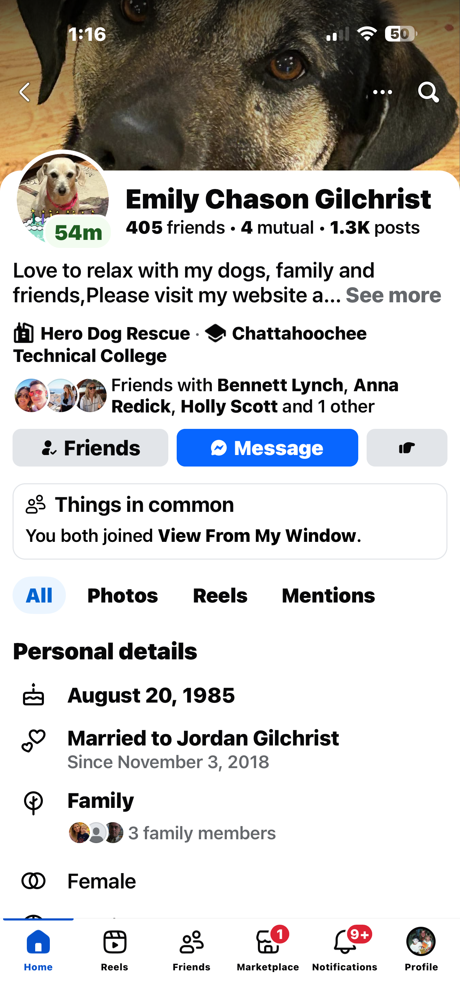 1:16
50
Emily Chason Gilchrist
405 friends • 4 mutual • 1.3K posts
54m
Love to relax with my dogs, family and
friends,Please visit my website a... See more
Hero Dog Rescue · Chattahoochee
Technical College
Friends with Bennett Lynch, Anna
Redick, Holly Scott and 1 other
Friends
Message
Things in common
You both joined View From My Window.
All
Photos
Reels
Mentions
Personal details
August 20, 1985
Married to Jordan Gilchrist
Since November 3, 2018
Family
3 family members
Female
1
9+
Home
Reels
Friends
Marketplace
Notifications
Profile